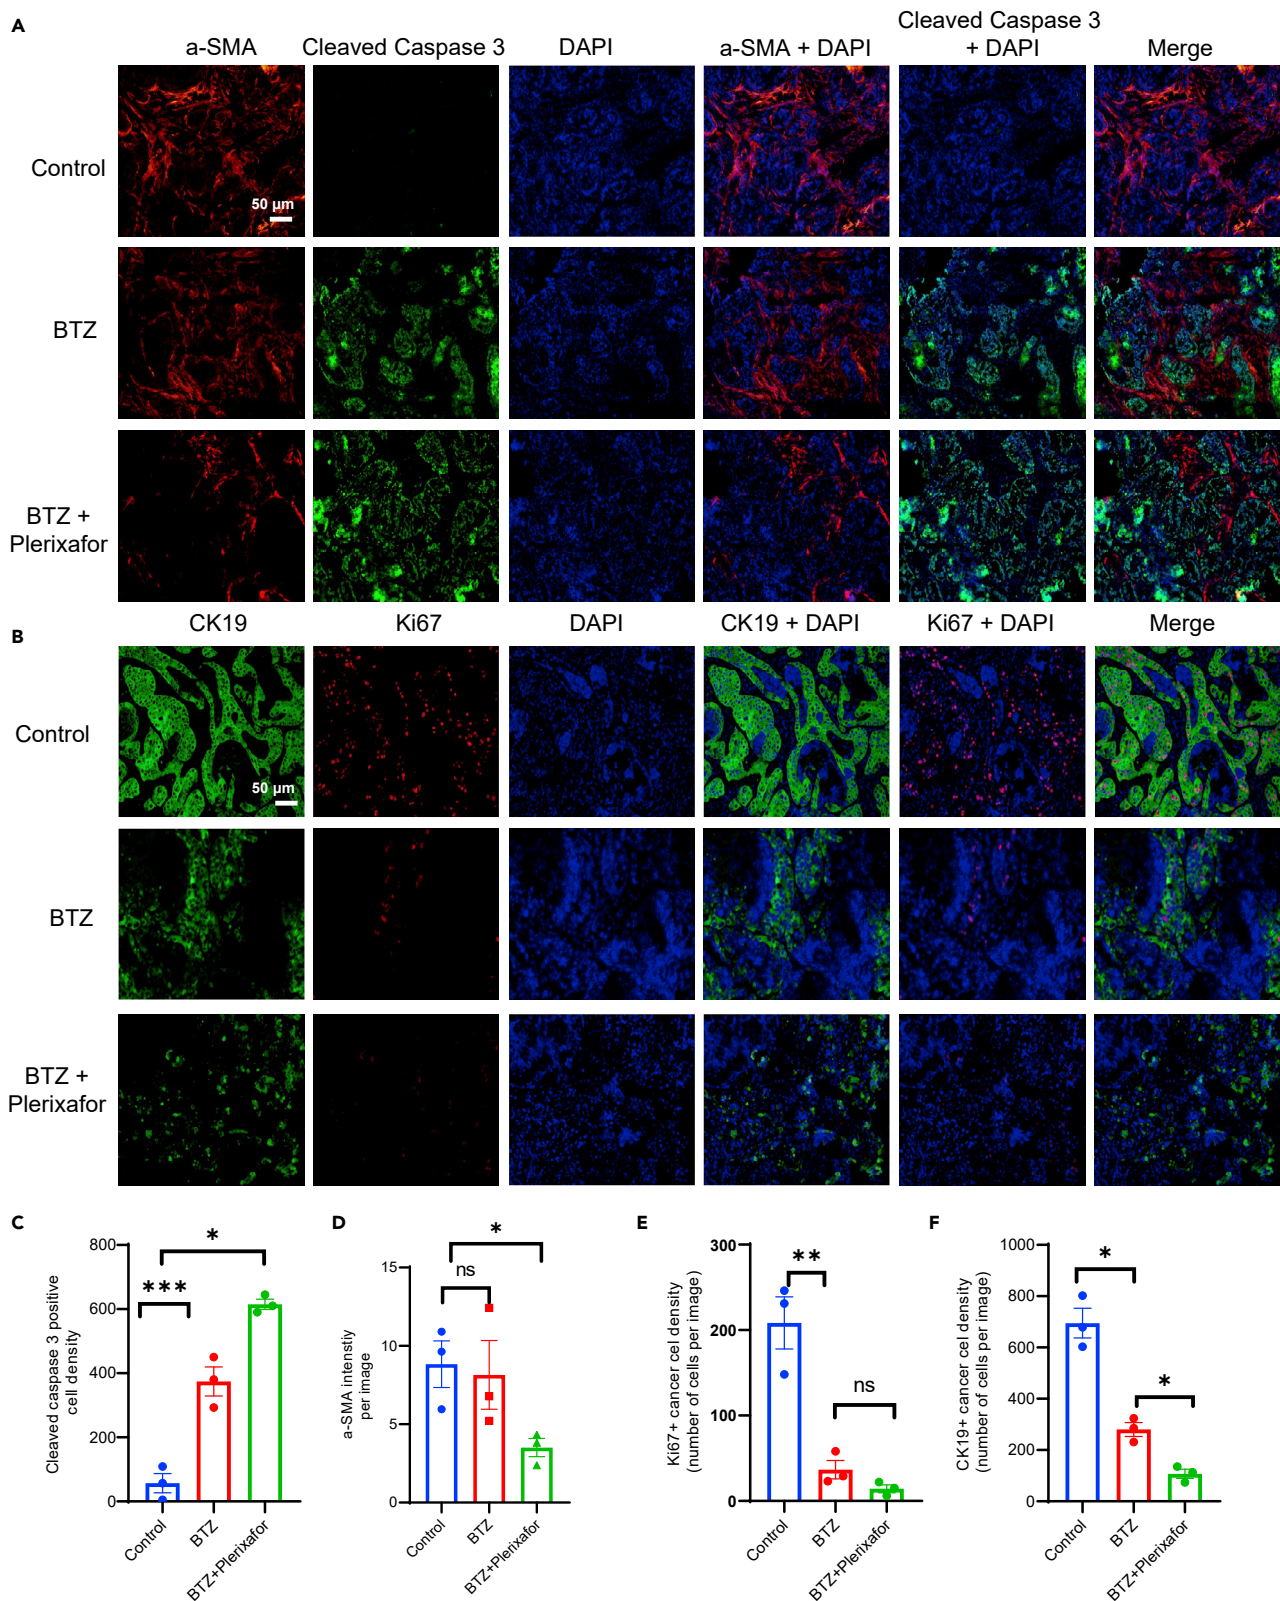 A
a-SMA
Cleaved Caspase 3
DAPI
a-SMA + DAPI
Cleaved Caspase 3
+ DAPI
Merge
Control
50 µm
BTZ
BTZ +
Plerixafor
B
CK19
Ki67
DAPI
CK19 + DAPI
Ki67 + DAPI
Merge
Control
50 µm
BTZ
BTZ +
Plerixafor
C
Cleaved caspase 3 positive
cell density
800
600
400
200
0
***
*
Control
BTZ
BTZ+Plerixafor
D
a-SMA intenstiy
per image
15
10
5
0
ns
*
Control
BTZ
BTZ+Plerixafor
E
Ki67+ cancer cell density
(number of cells per image)
300
200
100
0
**
ns
Control
BTZ
BTZ+Plerixafor
F
CK19+ cancer cell density
(number of cells per image)
1000
800
600
400
200
0
*
*
Control
BTZ
BTZ+Plerixafor